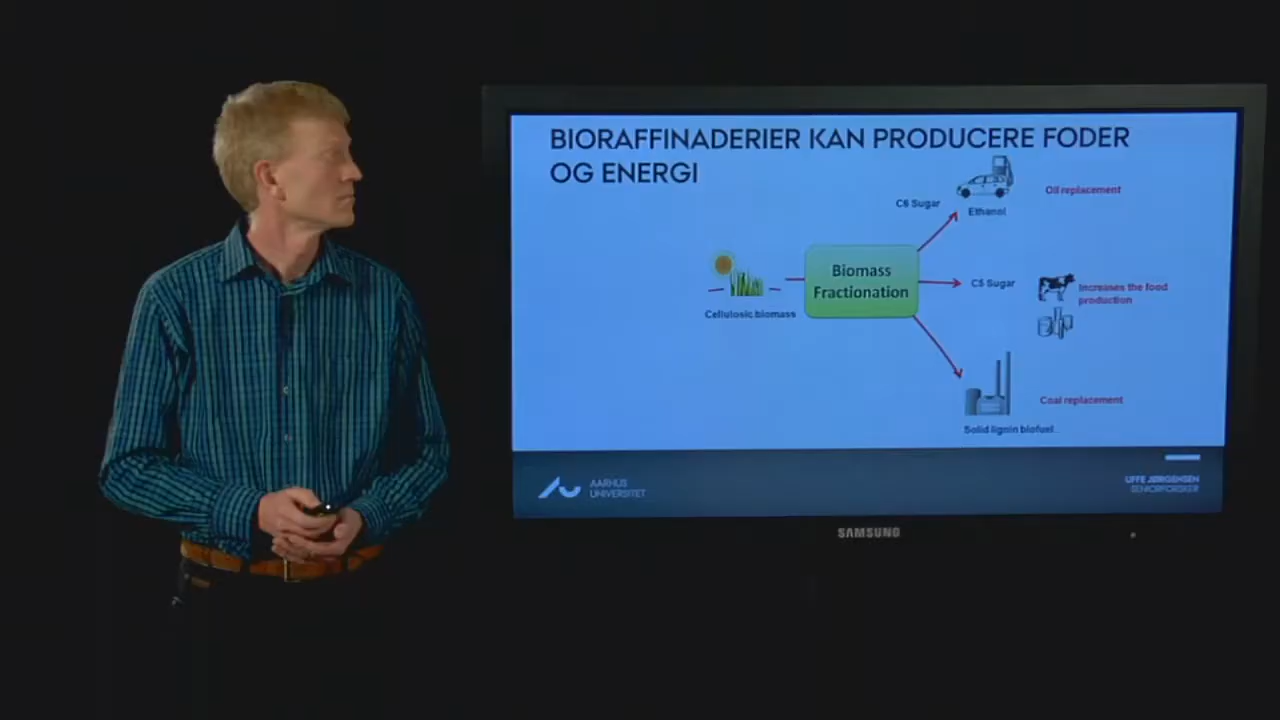 BIORAFFINADERIER KAN PRODUCERE FODER
OG ENERGI
C6 Sugar
Ethanol
Oil replacement
Cellulosic biomass
Biomass
Fractionation
C5 Sugar
Increases the food
production
Coal replacement
Solid lignin biofuel
AARHUS
UNIVERSITET
UFFE JØRGENSEN
SENIORFORSKER
SAMSUNG